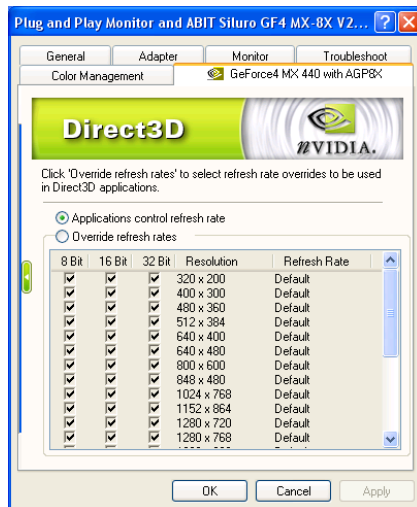 Plug and Play Monitor and ABIT Siluro GF4 MX-8X V2...
General Adapter Monitor Troubleshoot
Color Management GeForce4 MX 440 with AGP8X
Direct3D
nVIDIA.
Click 'Override refresh rates' to select refresh rate overrides to be used
in Direct3D applications.
Applications control refresh rate
Override refresh rates
8 Bit 16 Bit 32 Bit Resolution Refresh Rate
320 x 200 Default
400 x 300 Default
480 x 360 Default
512 x 384 Default
640 x 400 Default
640 x 480 Default
800 x 600 Default
848 x 480 Default
1024 x 768 Default
1152 x 864 Default
1280 x 720 Default
1280 x 768 Default
OK Cancel Apply